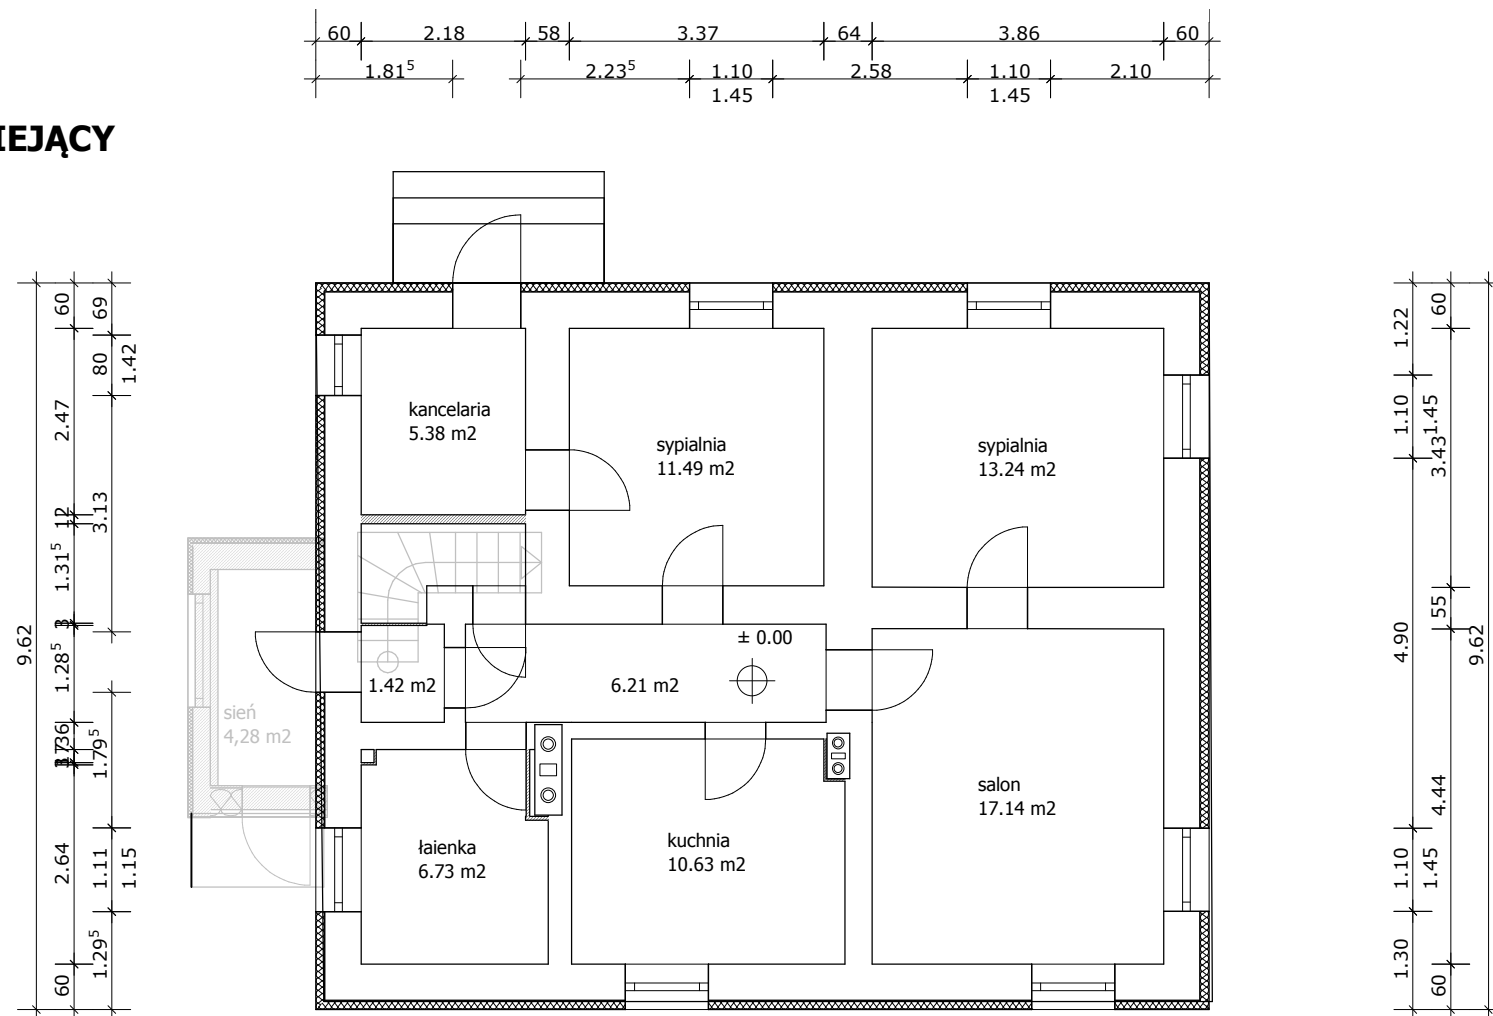 60 2.18 58 3.37 64 3.86 60
1.81⁵ 2.23⁵ 1.10 2.58 1.10 2.10
1.45 1.45
IEJĄCY
kancelaria
5.38 m2
sypialnia
11.49 m2
sypialnia
13.24 m2
± 0.00
1.42 m2
6.21 m2
sień
4,28 m2
salon
17.14 m2
łaienka
6.73 m2
kuchnia
10.63 m2
9.62
60 2.64 36 1.28⁵ 3 1.31⁵ 12 2.47 60
1.29⁵ 1.11 1.79⁵ 3.13 80 69
1.15 1.42
1.30 1.10 4.90 1.10 1.22
1.45 1.45
60 4.44 55 3.43 60
9.62